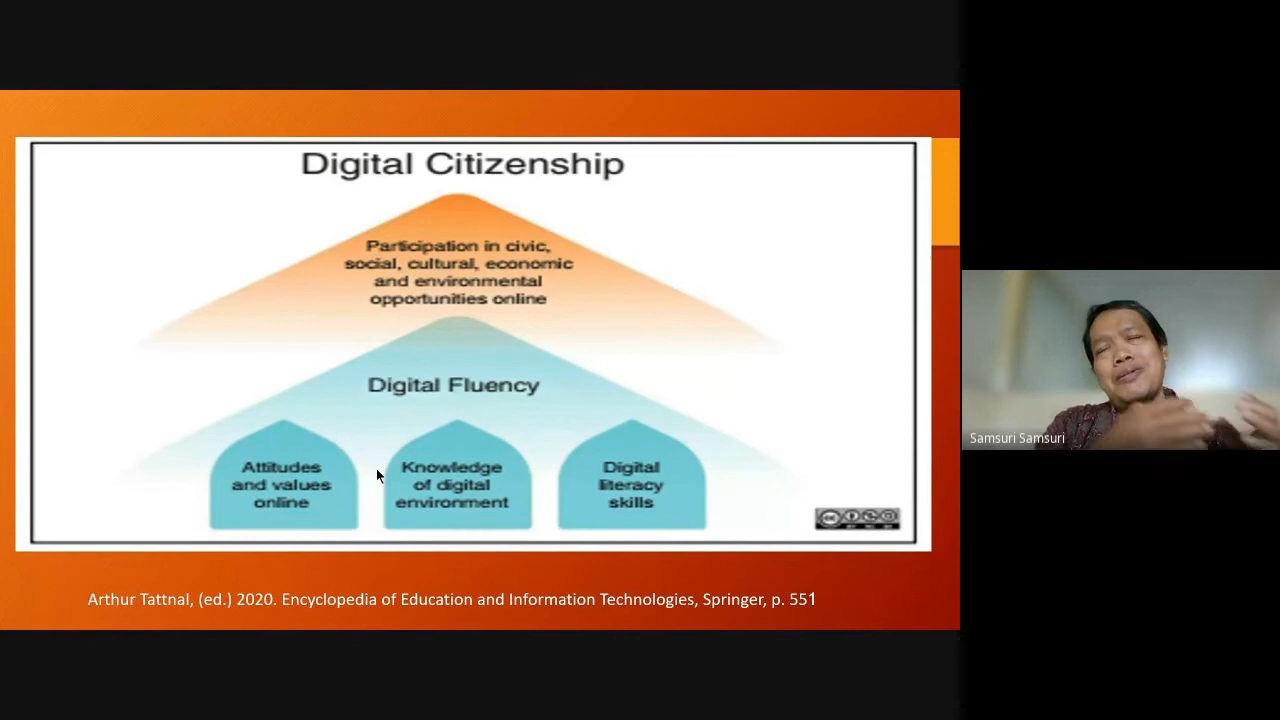 Digital Citizenship
Participation in civic,
social, cultural, economic
and environmental
opportunities online
Digital Fluency
Attitudes
and values
online
Knowledge
of digital
environment
Digital
literacy
skills
Arthur Tattnal, (ed.) 2020. Encyclopedia of Education and Information Technologies, Springer, p. 551
Samsuri Samsuri